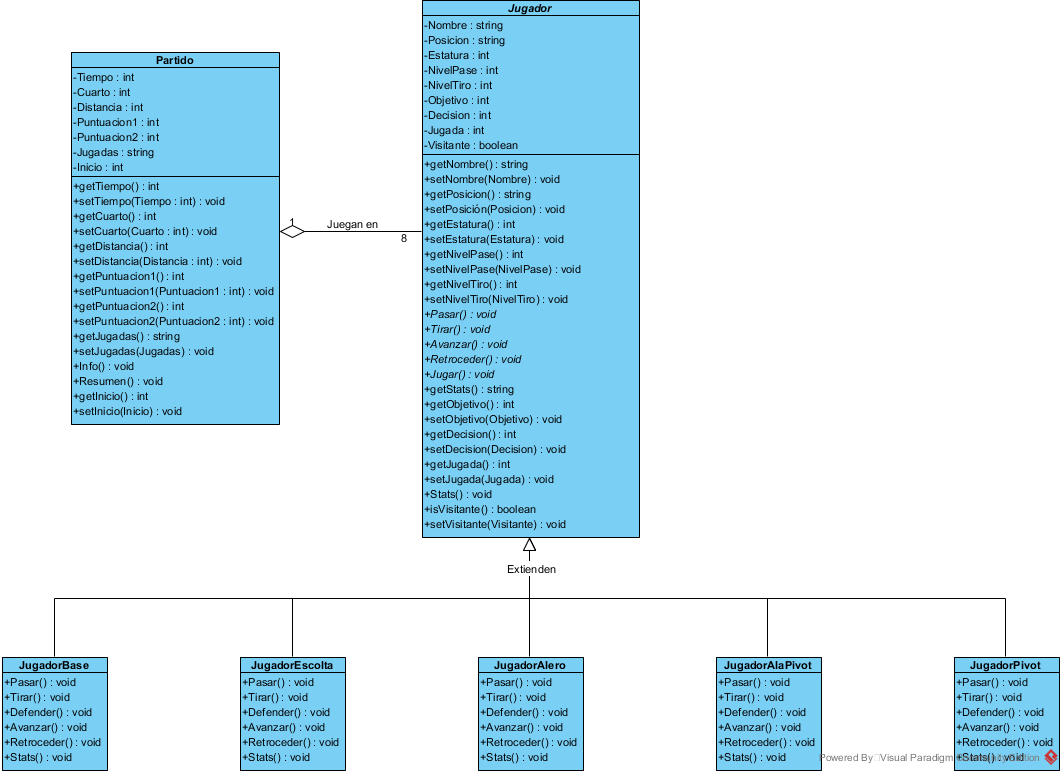 Partido
-Tiempo : int
-Cuarto : int
-Distancia : int
-Puntuacion1 : int
-Puntuacion2 : int
-Jugadas : string
-Inicio : int
+getTiempo() : int
+setTiempo(Tiempo : int) : void
+getCuarto() : int
+setCuarto(Cuarto : int) : void
+getDistancia() : int
+setDistancia(Distancia : int) : void
+getPuntuacion1() : int
+setPuntuacion1(Puntuacion1 : int) : void
+getPuntuacion2() : int
+setPuntuacion2(Puntuacion2 : int) : void
+getJugadas() : string
+setJugadas(Jugadas) : void
+Info() : void
+Resumen() : void
+getInicio() : int
+setInicio(Inicio) : void
1
Juegan en
8
Jugador
-Nombre : string
-Posicion : string
-Estatura : int
-NivelPase : int
-NivelTiro : int
-Objetivo : int
-Decision : int
-Jugada : int
-Visitante : boolean
+getNombre() : string
+setNombre(Nombre) : void
+getPosicion() : string
+setPosición(Posicion) : void
+getEstatura() : int
+setEstatura(Estatura) : void
+getNivelPase() : int
+setNivelPase(NivelPase) : void
+getNivelTiro() : int
+setNivelTiro(NivelTiro) : void
+Pasar() : void
+Tirar() : void
+Avanzar() : void
+Retroceder() : void
+Jugar() : void
+getStats() : string
+getObjetivo() : int
+setObjetivo(Objetivo) : void
+getDecision() : int
+setDecision(Decision) : void
+getJugada() : int
+setJugada(Jugada) : void
+Stats() : void
+isVisitante() : boolean
+setVisitante(Visitante) : void
Extienden
JugadorBase
+Pasar() : void
+Tirar() : void
+Defender() : void
+Avanzar() : void
+Retroceder() : void
+Stats() : void
JugadorEscolta
+Pasar() : void
+Tirar() : void
+Defender() : void
+Avanzar() : void
+Retroceder() : void
+Stats() : void
JugadorAlero
+Pasar() : void
+Tirar() : void
+Defender() : void
+Avanzar() : void
+Retroceder() : void
+Stats() : void
JugadorAlaPivot
+Pasar() : void
+Tirar() : void
+Defender() : void
+Avanzar() : void
+Retroceder() : void
+Stats() : void
JugadorPivot
+Pasar() : void
+Tirar() : void
+Defender() : void
+Avanzar() : void
+Retroceder() : void
+Stats() : void
Powered By Visual Paradigm